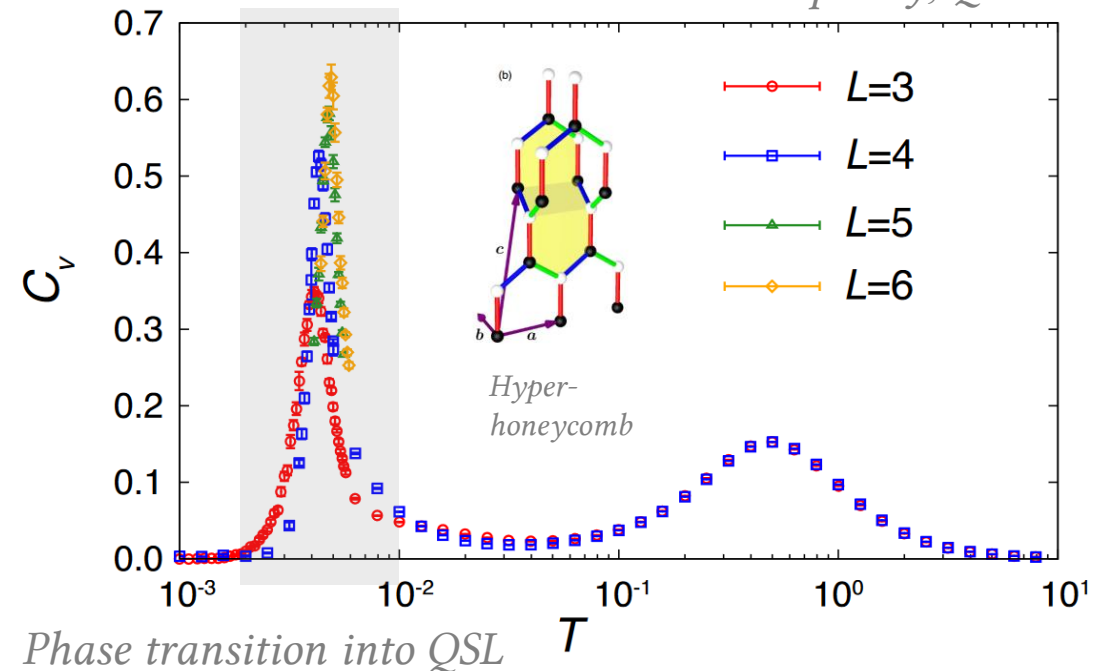 0.7
0.6
0.5
0.4
0.3
0.2
0.1
0.0
C_v
10^-3
10^-2
10^-1
10^0
10^1
T
(b)
c
b
a
Hyper-
honeycomb
L=3
L=4
L=5
L=6
Phase transition into QSL